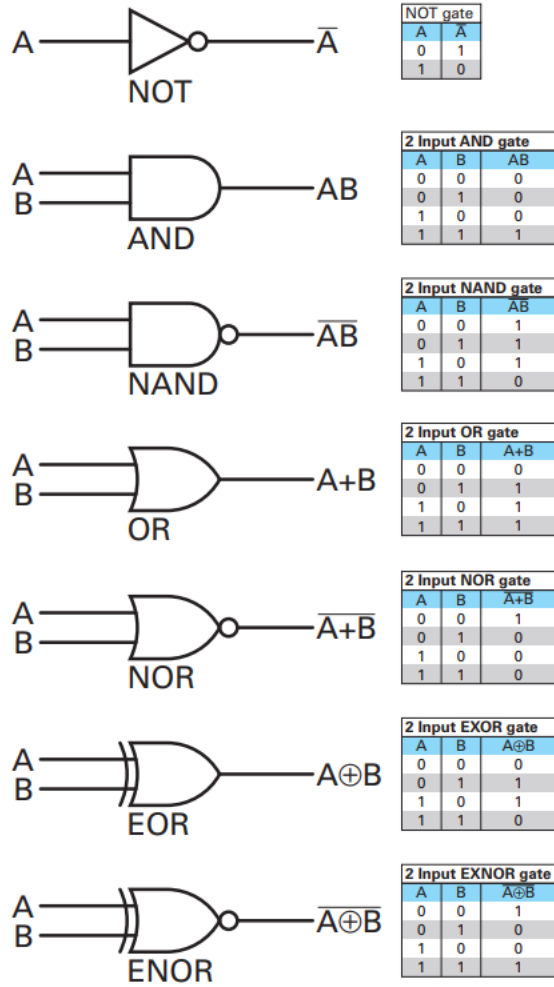 A
A̅
NOT
NOT gate
A A̅
0 1
1 0
A
B
AB
AND
2 Input AND gate
A B AB
0 0 0
0 1 0
1 0 0
1 1 1
A
B
A̅B̅
NAND
2 Input NAND gate
A B A̅B̅
0 0 1
0 1 1
1 0 1
1 1 0
A
B
A+B
OR
2 Input OR gate
A B A+B
0 0 0
0 1 1
1 0 1
1 1 1
A
B
A̅+̅B̅
NOR
2 Input NOR gate
A B A̅+̅B̅
0 0 1
0 1 0
1 0 0
1 1 0
A
B
A⊕B
EOR
2 Input EXOR gate
A B A⊕B
0 0 0
0 1 1
1 0 1
1 1 0
A
B
A̅⊕̅B̅
ENOR
2 Input EXNOR gate
A B A̅⊕̅B̅
0 0 1
0 1 0
1 0 0
1 1 1